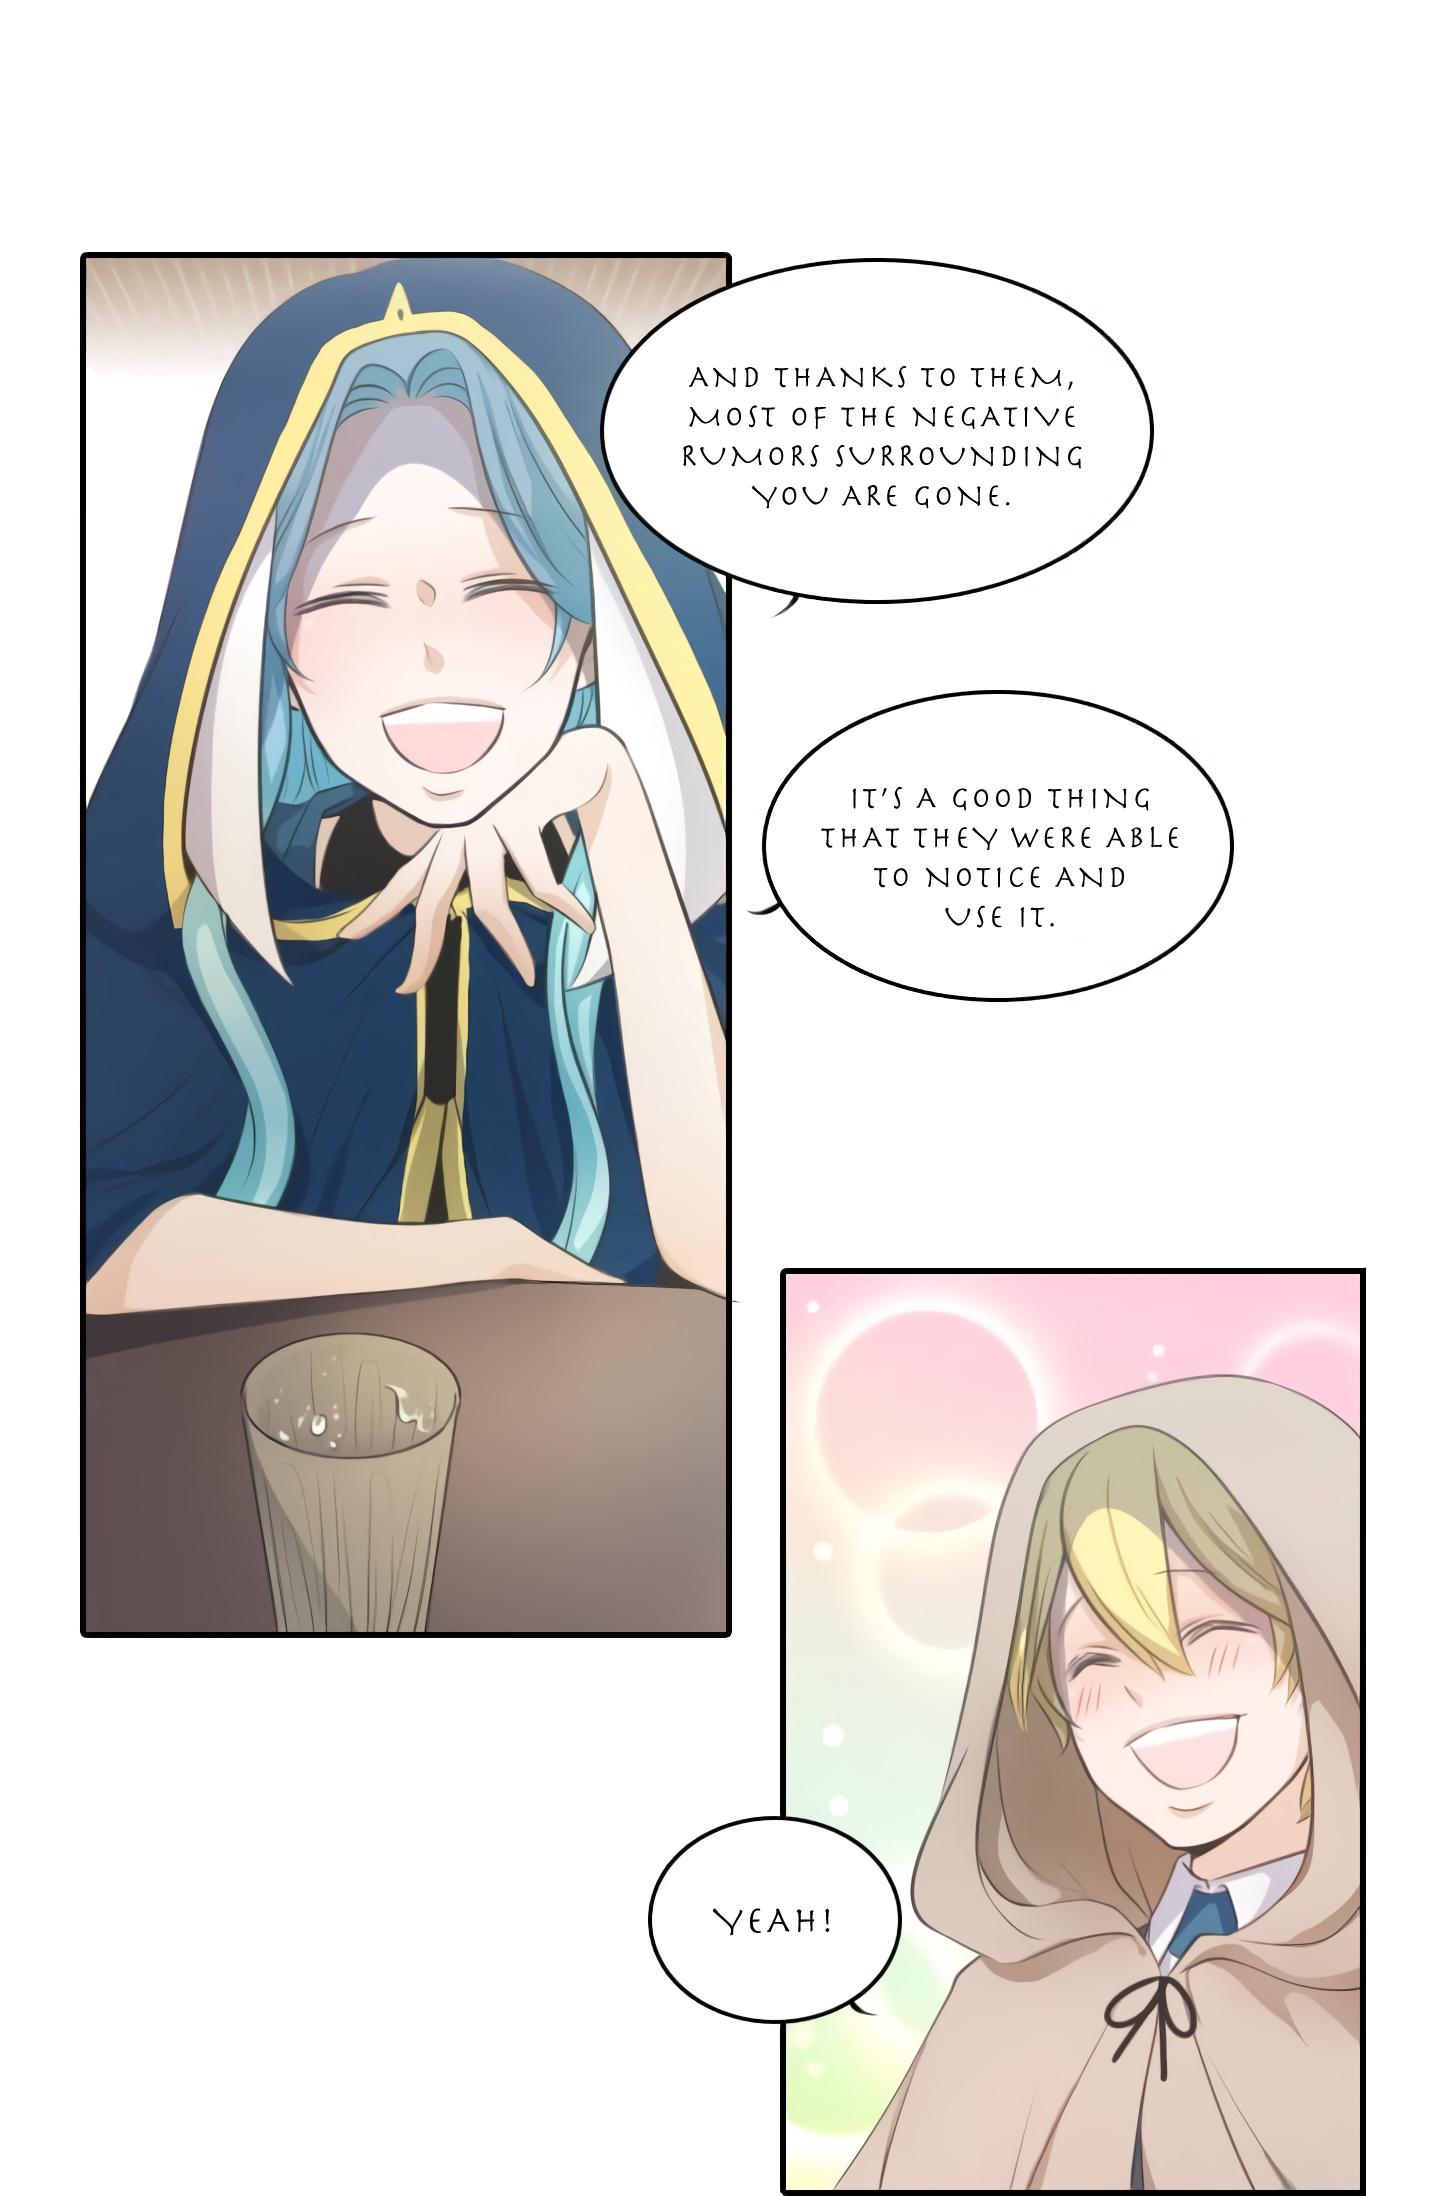 AND THANKS TO THEM,
MOST OF THE NEGATIVE
RUMORS SURROUNDING
YOU ARE GONE.
IT'S A GOOD THING
THAT THEY WERE ABLE
TO NOTICE AND
USE IT.
YEAH!